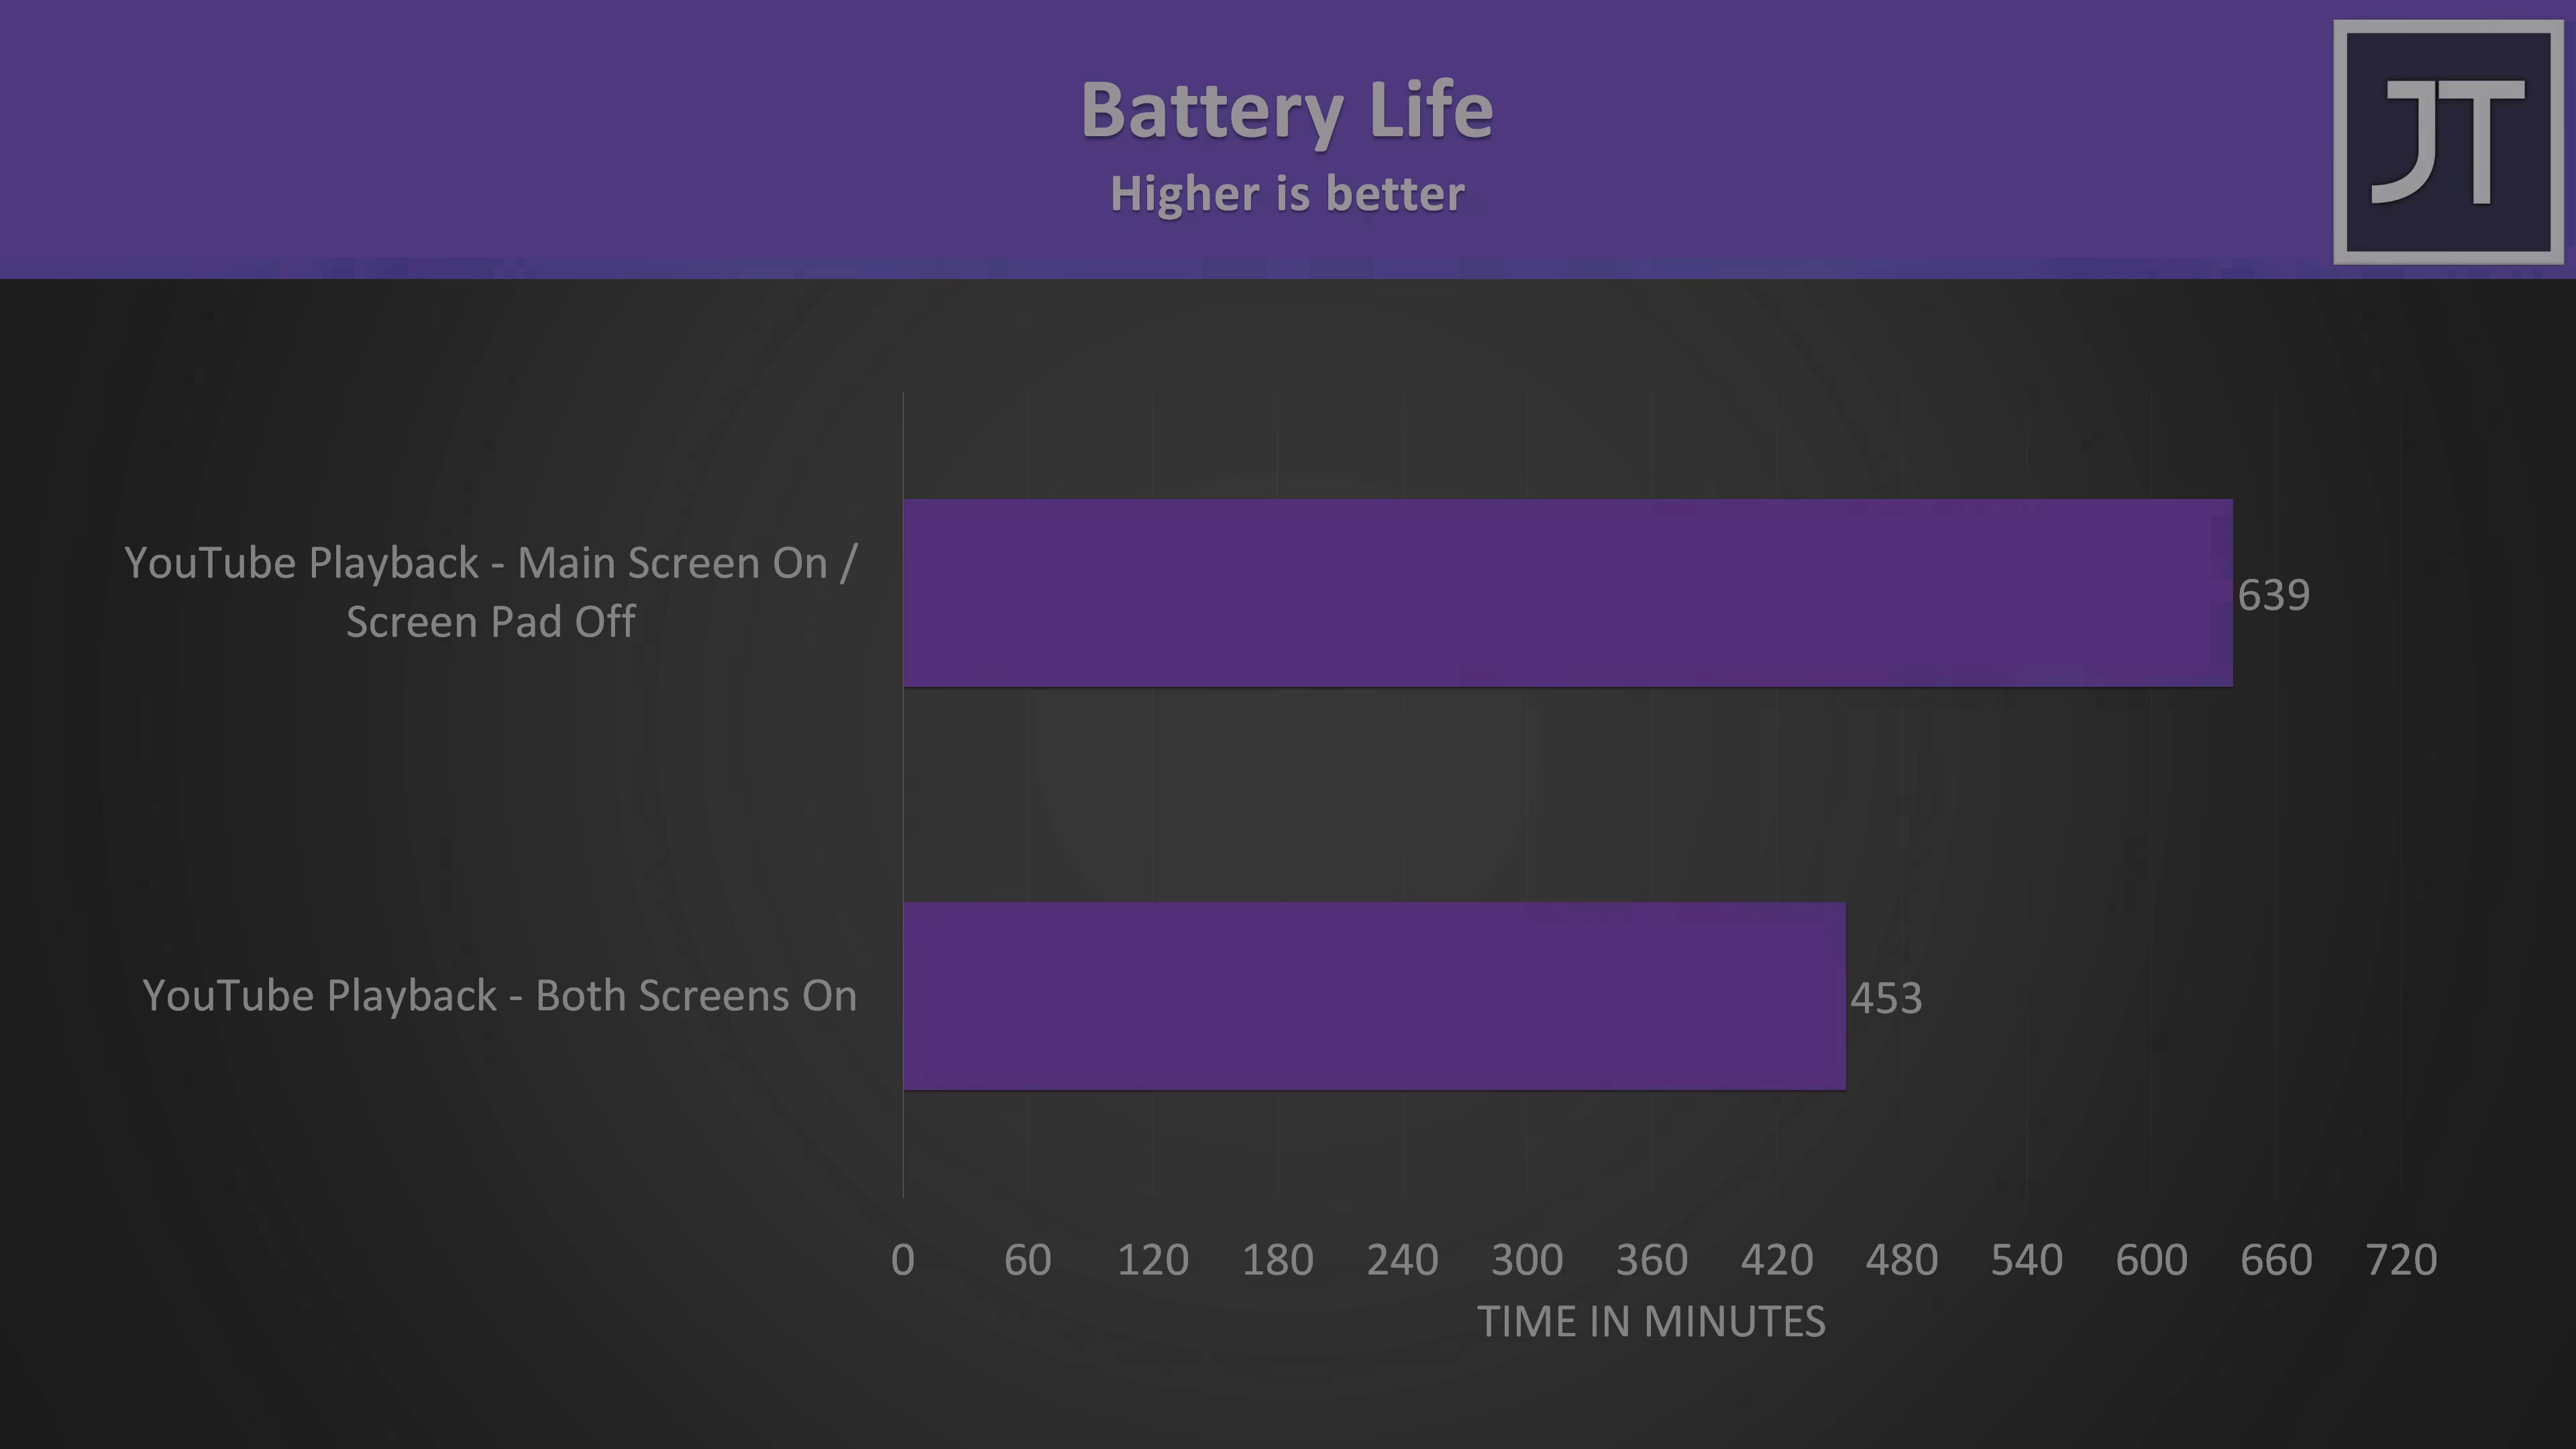 Battery Life
Higher is better
JT
YouTube Playback - Main Screen On /
Screen Pad Off
639
YouTube Playback - Both Screens On
453
0 60 120 180 240 300 360 420 480 540 600 660 720
TIME IN MINUTES